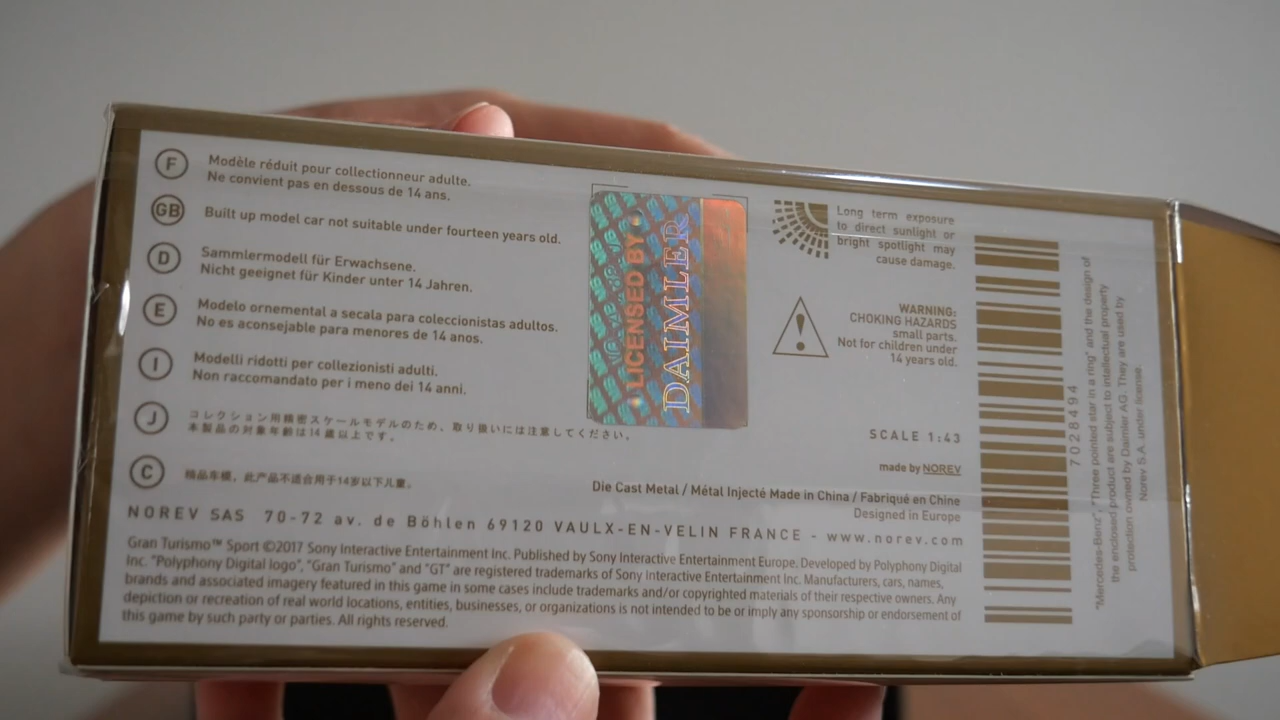 F
Modèle réduit pour collectionneur adulte.
Ne convient pas en dessous de 14 ans.
GB
Built up model car not suitable under fourteen years old.
D
Sammlermodell für Erwachsene.
Nicht geeignet für Kinder unter 14 Jahren.
E
Modelo ornemental a secala para coleccionistas adultos.
No es aconsejable para menores de 14 anos.
I
Modelli ridotti per collezionisti adulti.
Non raccomandato per i meno dei 14 anni.
J
コレクション用精密スケールモデルのため、取り扱いには注意してください。
本製品の対象年齢は14歳以上です。
C
精品车模，此产品不适合用于14岁以下儿童。
LICENSED BY
DAIMLER
Long term exposure
to direct sunlight or
bright spotlight may
cause damage.
WARNING:
CHOKING HAZARDS
small parts.
Not for children under
14 years old.
SCALE 1:43
made by NOREV
Die Cast Metal / Métal Injecté Made in China / Fabriqué en Chine
Designed in Europe
NOREV SAS 70-72 av. de Böhlen 69120 VAULX-EN-VELIN FRANCE - www.norev.com
Gran Turismo™ Sport ©2017 Sony Interactive Entertainment Inc. Published by Sony Interactive Entertainment Europe. Developed by Polyphony Digital
Inc. "Polyphony Digital logo", "Gran Turismo" and "GT" are registered trademarks of Sony Interactive Entertainment Inc. Manufacturers, cars, names,
brands and associated imagery featured in this game in some cases include trademarks and/or copyrighted materials of their respective owners. Any
depiction or recreation of real world locations, entities, businesses, or organizations is not intended to be or imply any sponsorship or endorsement of
this game by such party or parties. All rights reserved.
7028494
"Mercedes-Benz", "Three pointed star in a ring" and the design of
the enclosed product are subject to intellectual property
protection owned by Daimler AG. They are used by
Norev S.A. under license.